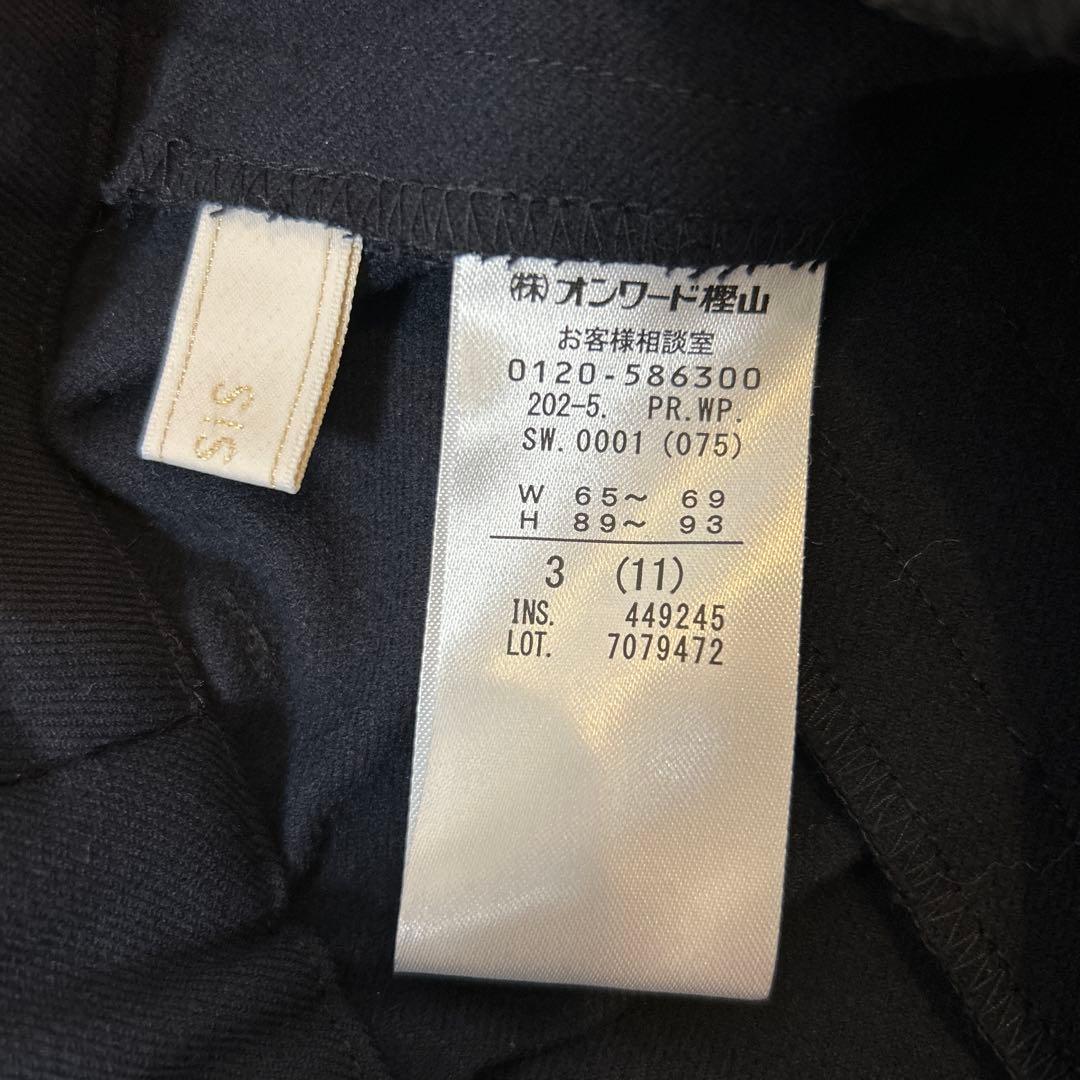 SIS
(株)オンワード樫山
お客様相談室
0120-586300
202-5. PR.WP.
SW.0001(075)
W 65～ 69
H 89～ 93
3 (11)
INS. 449245
LOT. 7079472